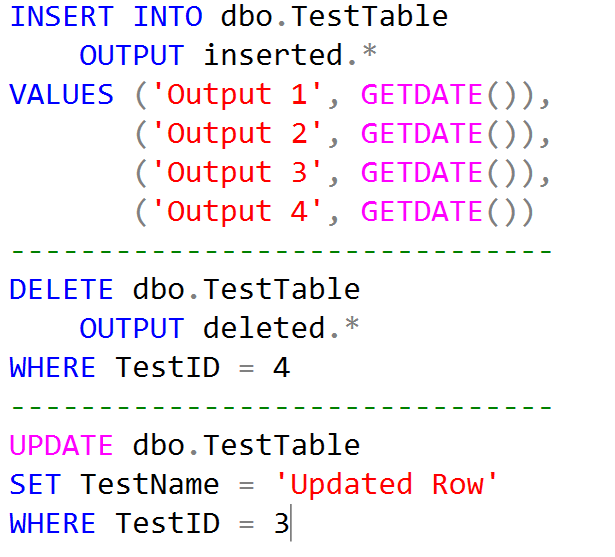 INSERT INTO dbo.TestTable
    OUTPUT inserted.*
VALUES ('Output 1', GETDATE()),
       ('Output 2', GETDATE()),
       ('Output 3', GETDATE()),
       ('Output 4', GETDATE())
-------------------------------
DELETE dbo.TestTable
    OUTPUT deleted.*
WHERE TestID = 4
-------------------------------
UPDATE dbo.TestTable
SET TestName = 'Updated Row'
WHERE TestID = 3